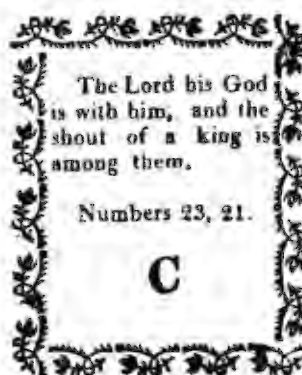 The Lord his God
is with him, and the
shout of a king is
among them.
Numbers 23, 21.
C